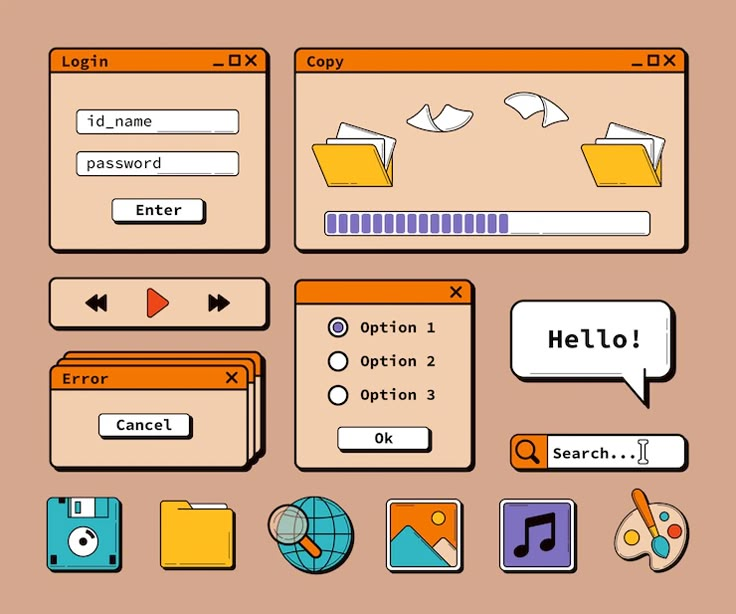 Login
id_name
password
Enter
Copy
Error
Cancel
Option 1
Option 2
Option 3
Ok
Hello!
Search...